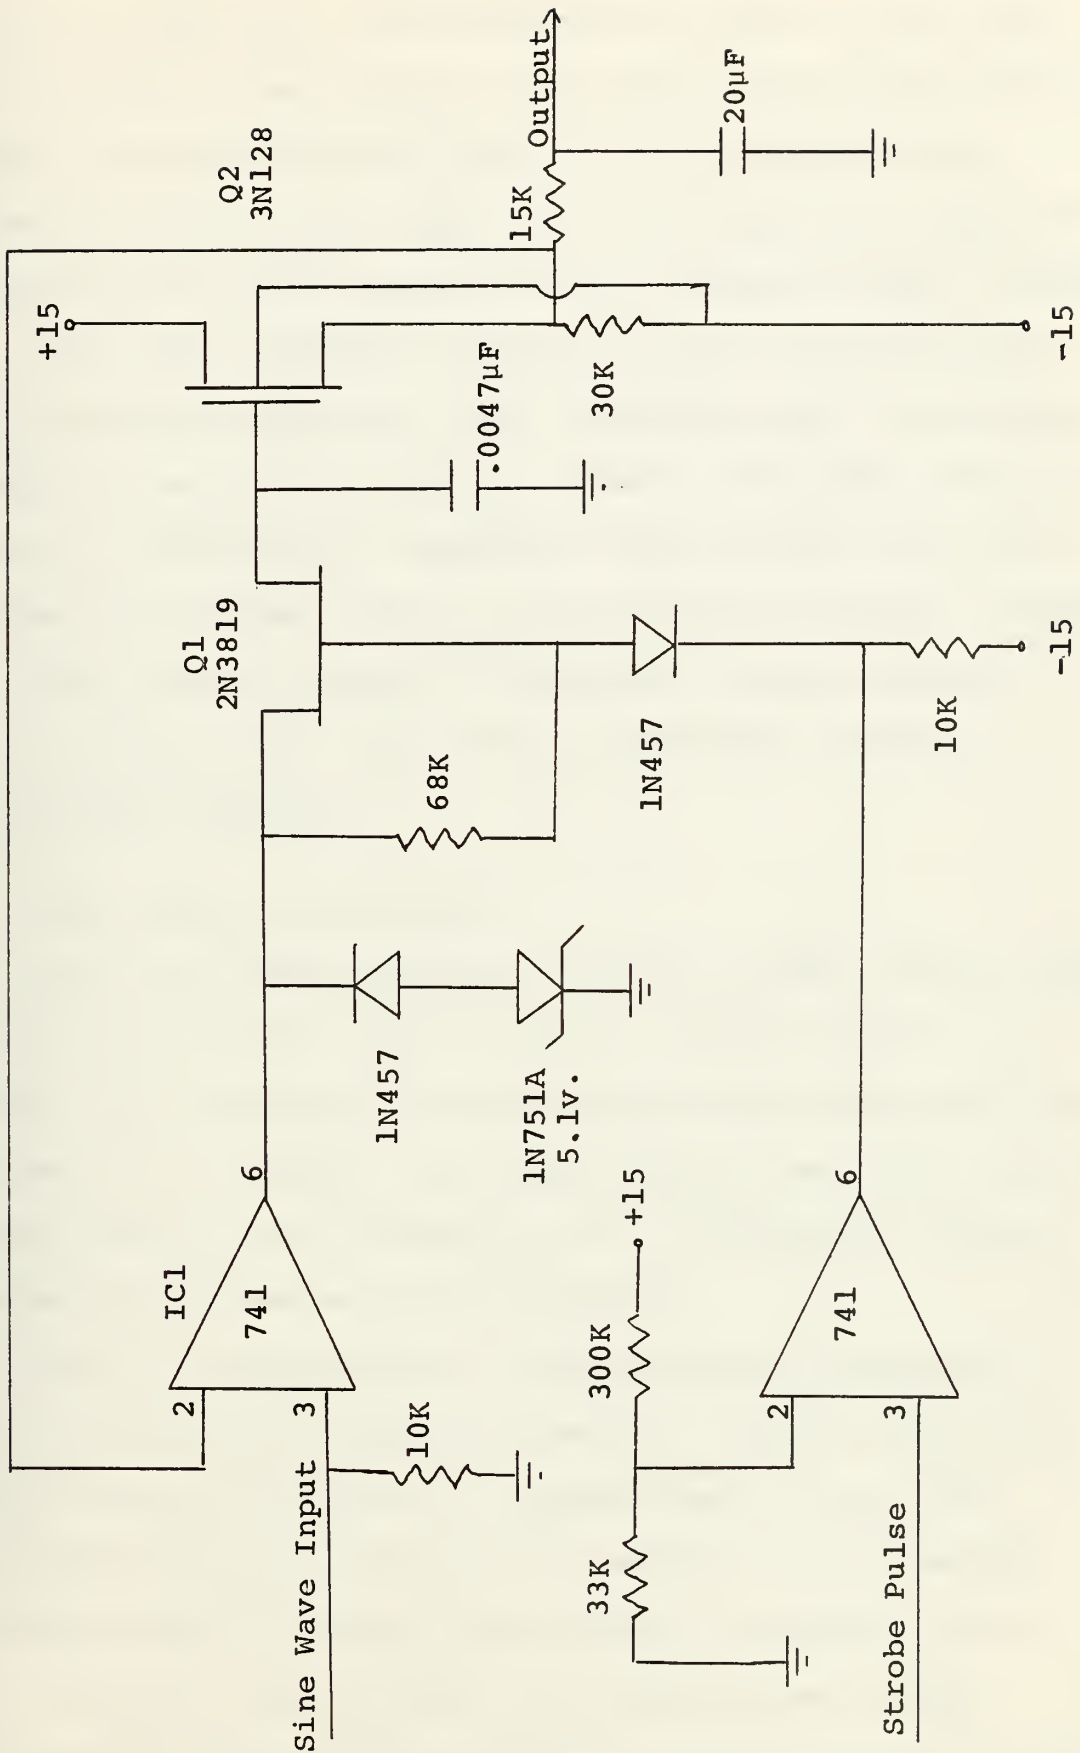 +15
Q2
3N128
Q1
2N3819
IC1
741
2
3
6
Sine Wave Input
10K
1N457
1N751A
5.1v.
68K
.0047µF
30K
15K
Output
20µF
-15
1N457
10K
-15
+15
300K
33K
741
2
3
6
Strobe Pulse